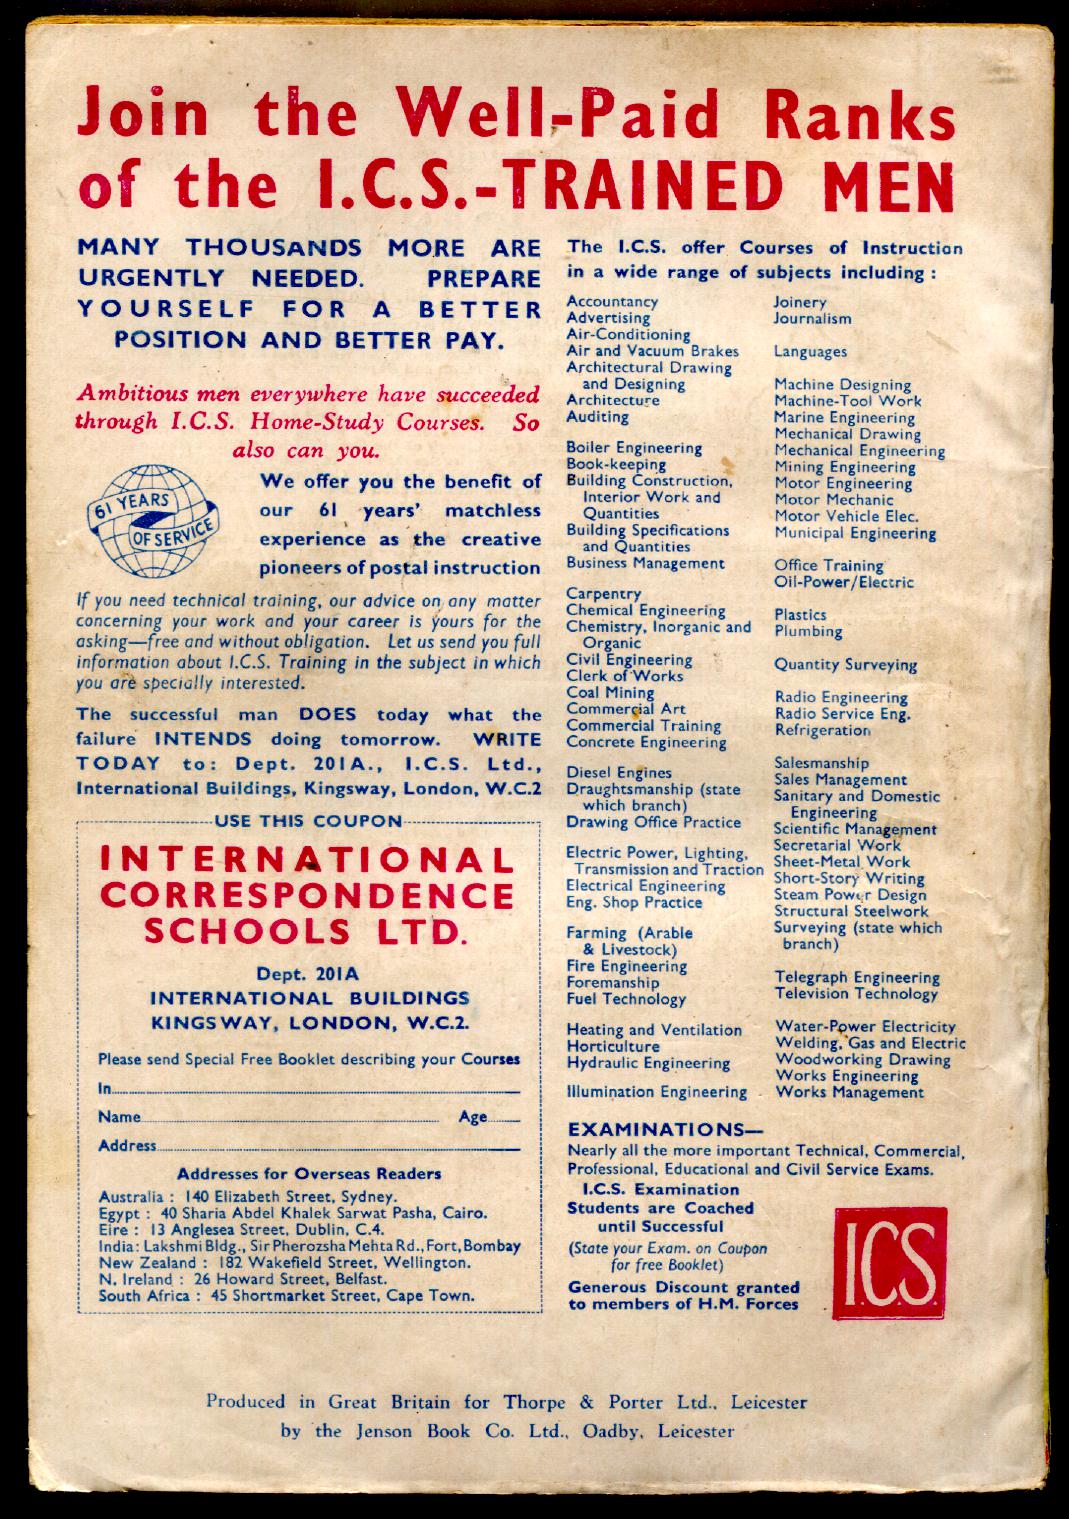 Join the Well-Paid Ranks
of the I.C.S.-TRAINED MEN
MANY THOUSANDS MORE ARE
URGENTLY NEEDED. PREPARE
YOURSELF FOR A BETTER
POSITION AND BETTER PAY.
Ambitious men everywhere have succeeded
through I.C.S. Home-Study Courses. So
also can you.
61 YEARS
OF SERVICE
We offer you the benefit of
our 61 years' matchless
experience as the creative
pioneers of postal instruction
If you need technical training, our advice on any matter
concerning your work and your career is yours for the
asking—free and without obligation. Let us send you full
information about I.C.S. Training in the subject in which
you are specially interested.
The successful man DOES today what the
failure INTENDS doing tomorrow. WRITE
TODAY to: Dept. 201A., I.C.S. Ltd.,
International Buildings, Kingsway, London, W.C.2
USE THIS COUPON
INTERNATIONAL
CORRESPONDENCE
SCHOOLS LTD.
Dept. 201A
INTERNATIONAL BUILDINGS
KINGSWAY, LONDON, W.C.2.
Please send Special Free Booklet describing your Courses
In
Name Age
Address
Addresses for Overseas Readers
Australia : 140 Elizabeth Street, Sydney.
Egypt : 40 Sharia Abdel Khalek Sarwat Pasha, Cairo.
Eire : 13 Anglesea Street, Dublin, C.4.
India: Lakshmi Bldg., Sir Pherozsha Mehta Rd., Fort, Bombay
New Zealand : 182 Wakefield Street, Wellington.
N. Ireland : 26 Howard Street, Belfast.
South Africa : 45 Shortmarket Street, Cape Town.
The I.C.S. offer Courses of Instruction
in a wide range of subjects including :
Accountancy
Advertising
Air-Conditioning
Air and Vacuum Brakes
Architectural Drawing
and Designing
Architecture
Auditing
Boiler Engineering
Book-keeping
Building Construction,
Interior Work and
Quantities
Building Specifications
and Quantities
Business Management
Carpentry
Chemical Engineering
Chemistry, Inorganic and
Organic
Civil Engineering
Clerk of Works
Coal Mining
Commercial Art
Commercial Training
Concrete Engineering
Diesel Engines
Draughtsmanship (state
which branch)
Drawing Office Practice
Electric Power, Lighting,
Transmission and Traction
Electrical Engineering
Eng. Shop Practice
Farming (Arable
& Livestock)
Fire Engineering
Foremanship
Fuel Technology
Heating and Ventilation
Horticulture
Hydraulic Engineering
Illumination Engineering
Joinery
Journalism
Languages
Machine Designing
Machine-Tool Work
Marine Engineering
Mechanical Drawing
Mechanical Engineering
Mining Engineering
Motor Engineering
Motor Mechanic
Motor Vehicle Elec.
Municipal Engineering
Office Training
Oil-Power/Electric
Plastics
Plumbing
Quantity Surveying
Radio Engineering
Radio Service Eng.
Refrigeration
Salesmanship
Sales Management
Sanitary and Domestic
Engineering
Scientific Management
Secretarial Work
Sheet-Metal Work
Short-Story Writing
Steam Power Design
Structural Steelwork
Surveying (state which
branch)
Telegraph Engineering
Television Technology
Water-Power Electricity
Welding, Gas and Electric
Woodworking Drawing
Works Engineering
Works Management
EXAMINATIONS—
Nearly all the more important Technical, Commercial,
Professional, Educational and Civil Service Exams.
I.C.S. Examination
Students are Coached
until Successful
(State your Exam. on Coupon
for free Booklet)
Generous Discount granted
to members of H.M. Forces
I.C.S.
Produced in Great Britain for Thorpe & Porter Ltd., Leicester
by the Jenson Book Co. Ltd., Oadby, Leicester